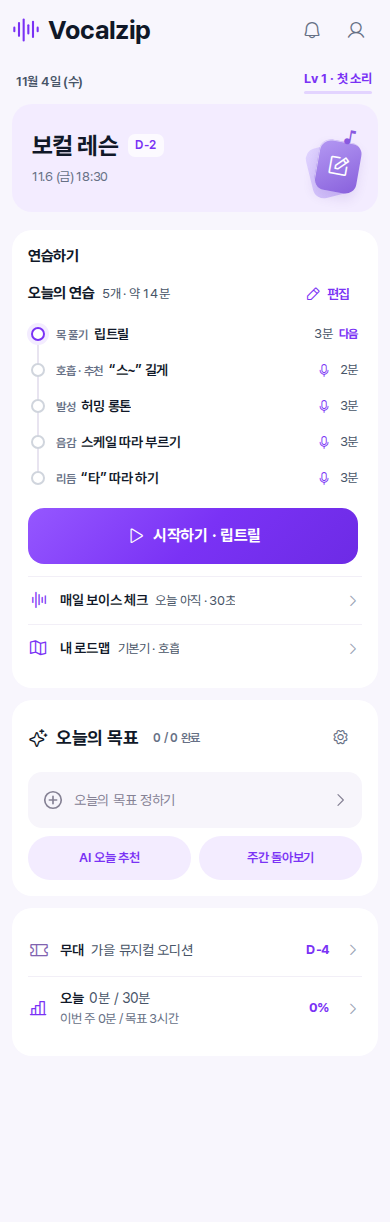 Vocalzip
11월 4일 (수)
Lv 1 · 첫 소리
보컬 레슨 D-2
11.6 (금) 18:30
연습하기
오늘의 연습 5개 · 약 14분
편집
목 풀기 립트릴 3분 다음
호흡 · 추천 “스~” 길게 2분
발성 허밍 롱톤 3분
음감 스케일 따라 부르기 3분
리듬 “타” 따라 하기 3분
시작하기 · 립트릴
매일 보이스 체크 오늘 아직 · 30초
내 로드맵 기본기 · 호흡
오늘의 목표 0 / 0 완료
오늘의 목표 정하기
AI 오늘 추천
주간 돌아보기
무대 가을 뮤지컬 오디션 D-4
오늘 0분 / 30분
이번 주 0분 / 목표 3시간
0%